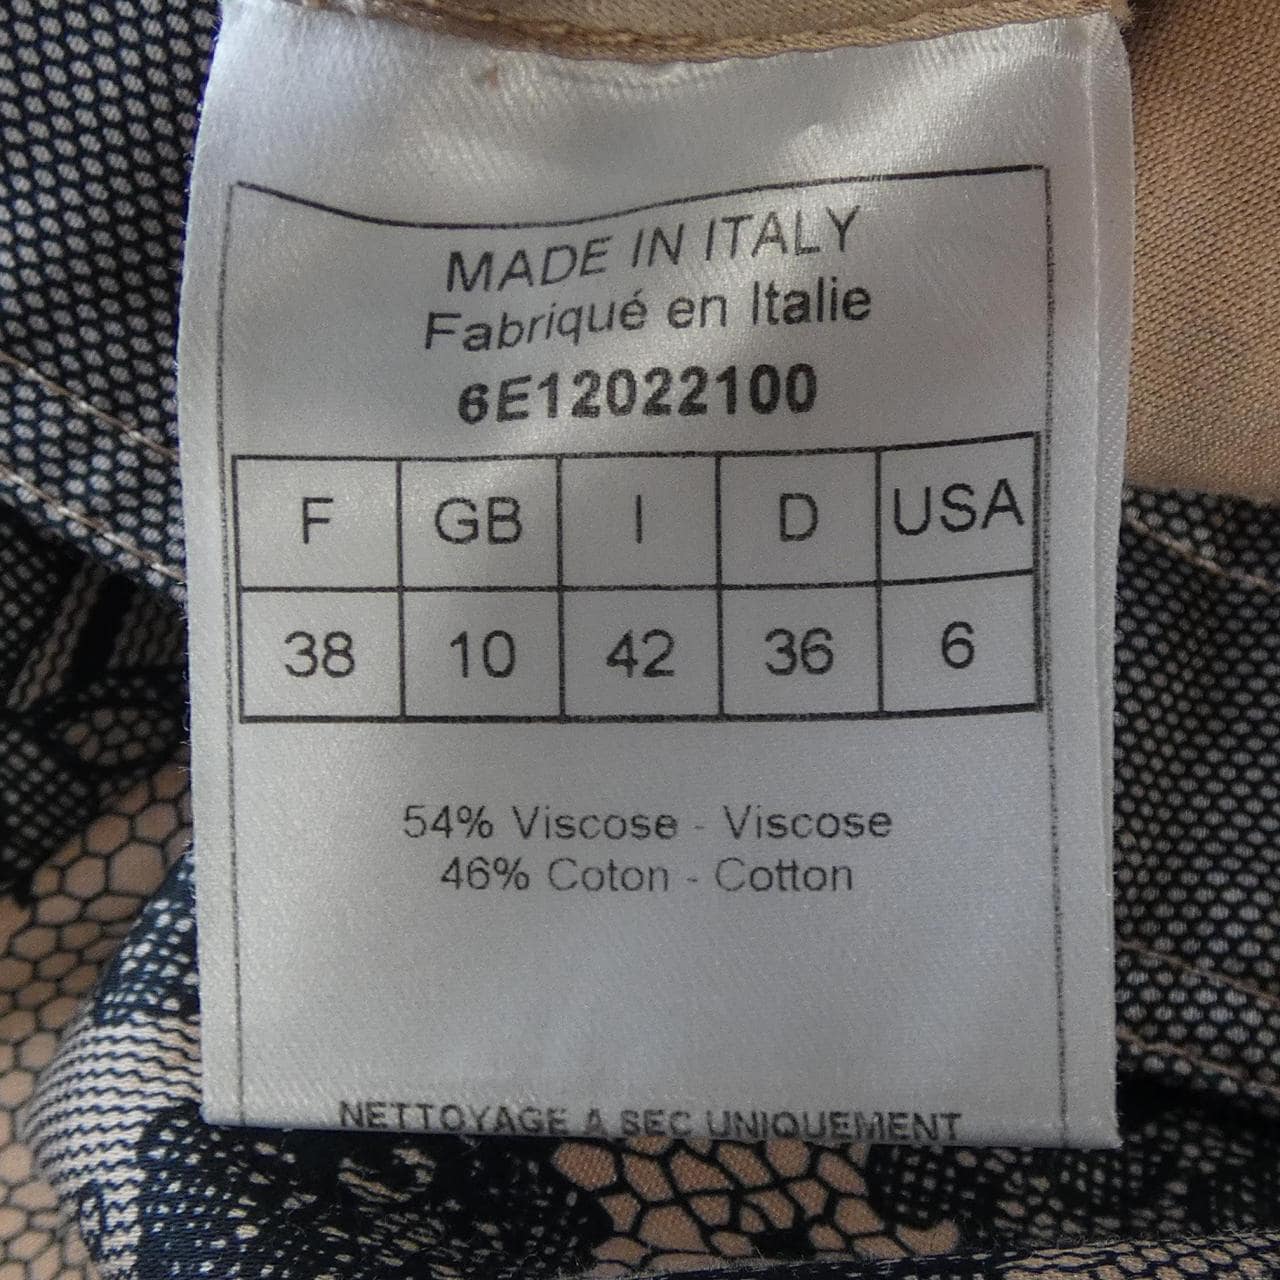 MADE IN ITALY
Fabriqué en Italie
6E12022100
F GB I D USA
38 10 42 36 6
54% Viscose - Viscose
46% Coton - Cotton
NETTOYAGE A SEC UNIQUEMENT